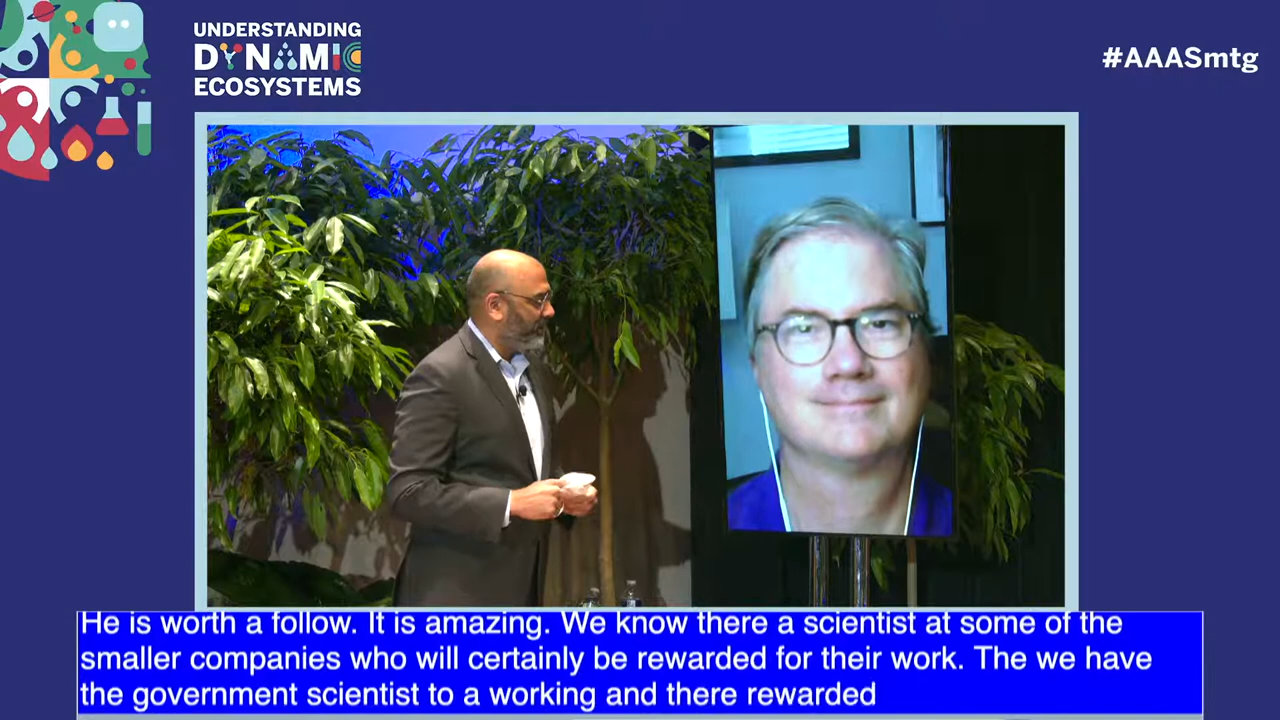 UNDERSTANDING
DYNAMIC
ECOSYSTEMS
#AAASmtg
He is worth a follow. It is amazing. We know there a scientist at some of the
smaller companies who will certainly be rewarded for their work. The we have
the government scientist to a working and there rewarded